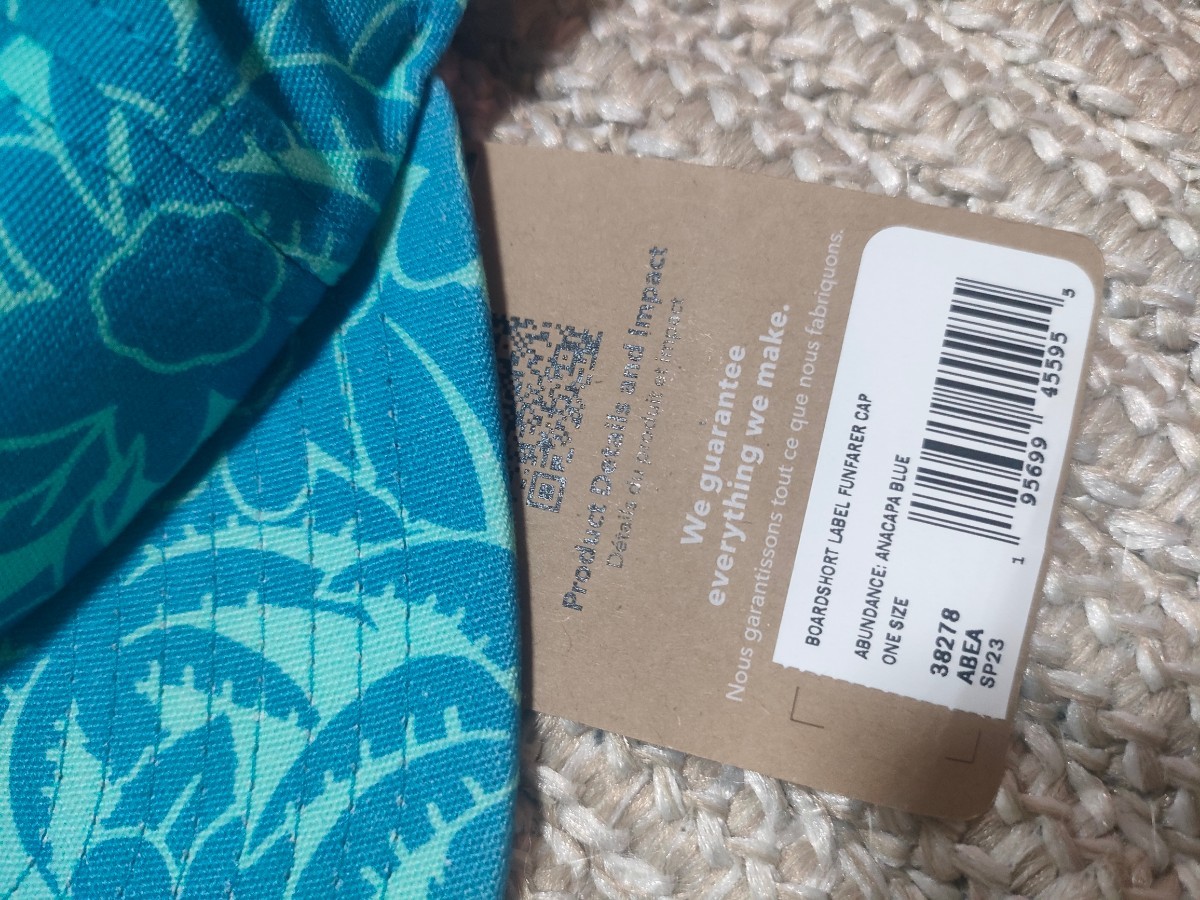 Product Details and Impact
Détails du produit et impact
We guarantee
everything we make.
Nous garantissons tout ce que nous fabriquons.
BOARDSHORT LABEL FUNFARER CAP
ABUNDANCE: ANACAPA BLUE
ONE SIZE
38278
ABEA
SP23
1 95699 45595 5